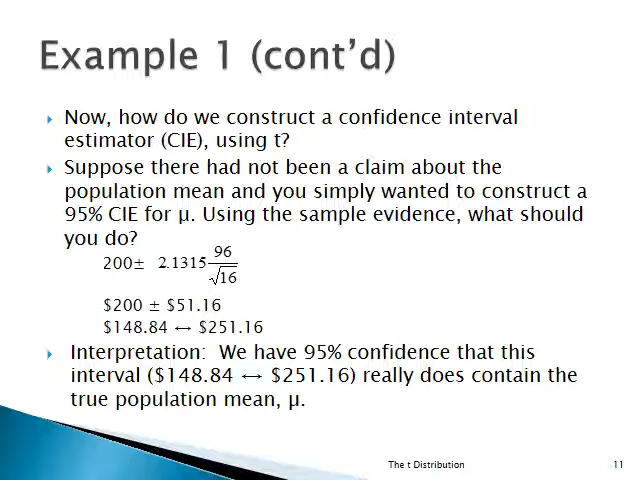 Example 1 (cont'd)
Now, how do we construct a confidence interval
estimator (CIE), using t?
Suppose there had not been a claim about the
population mean and you simply wanted to construct a
95% CIE for μ. Using the sample evidence, what should
you do?
200± 2.1315 96/√16
$200 ± $51.16
$148.84 ↔ $251.16
Interpretation: We have 95% confidence that this
interval ($148.84 ↔ $251.16) really does contain the
true population mean, μ.
The t Distribution 11